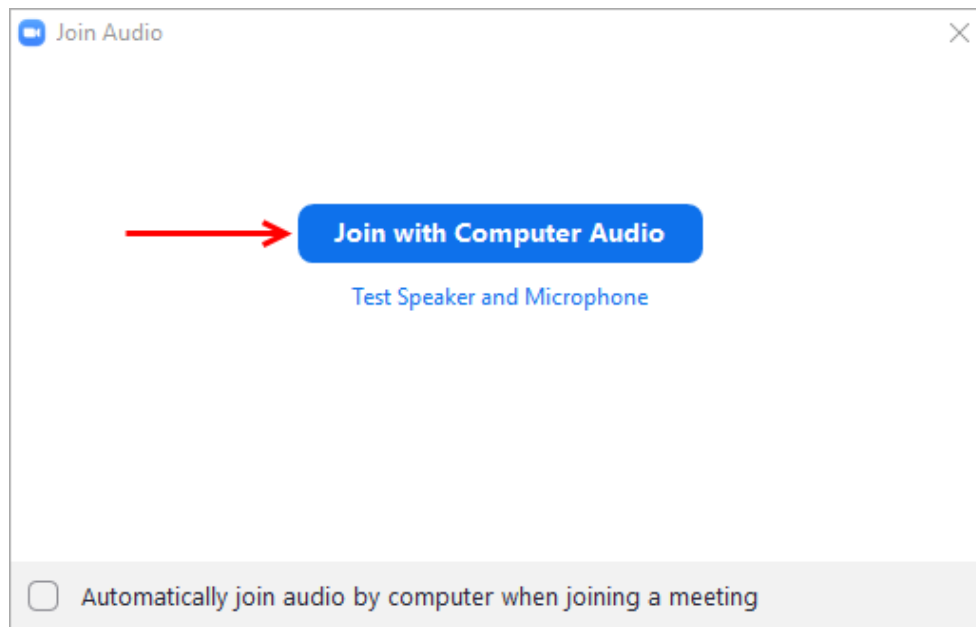 Join Audio
Join with Computer Audio
Test Speaker and Microphone
Automatically join audio by computer when joining a meeting